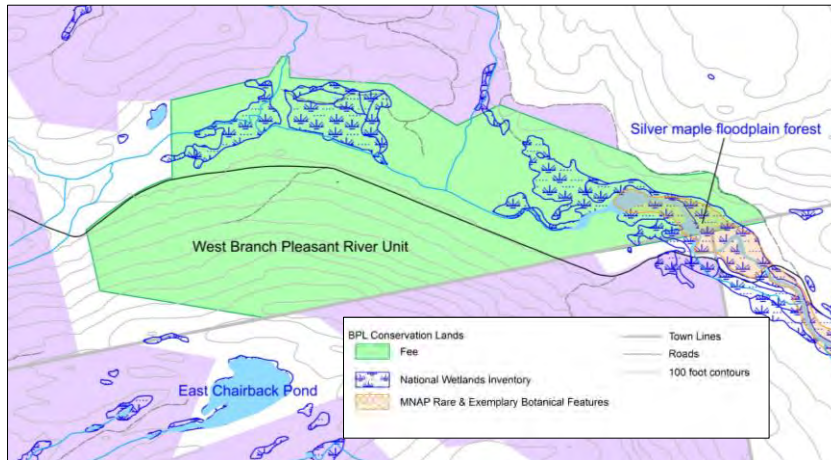 Silver maple floodplain forest
West Branch Pleasant River Unit
East Chairback Pond
BPL Conservation Lands
Fee
National Wetlands Inventory
MNAP Rare & Exemplary Botanical Features
Town Lines
Roads
100 foot contours